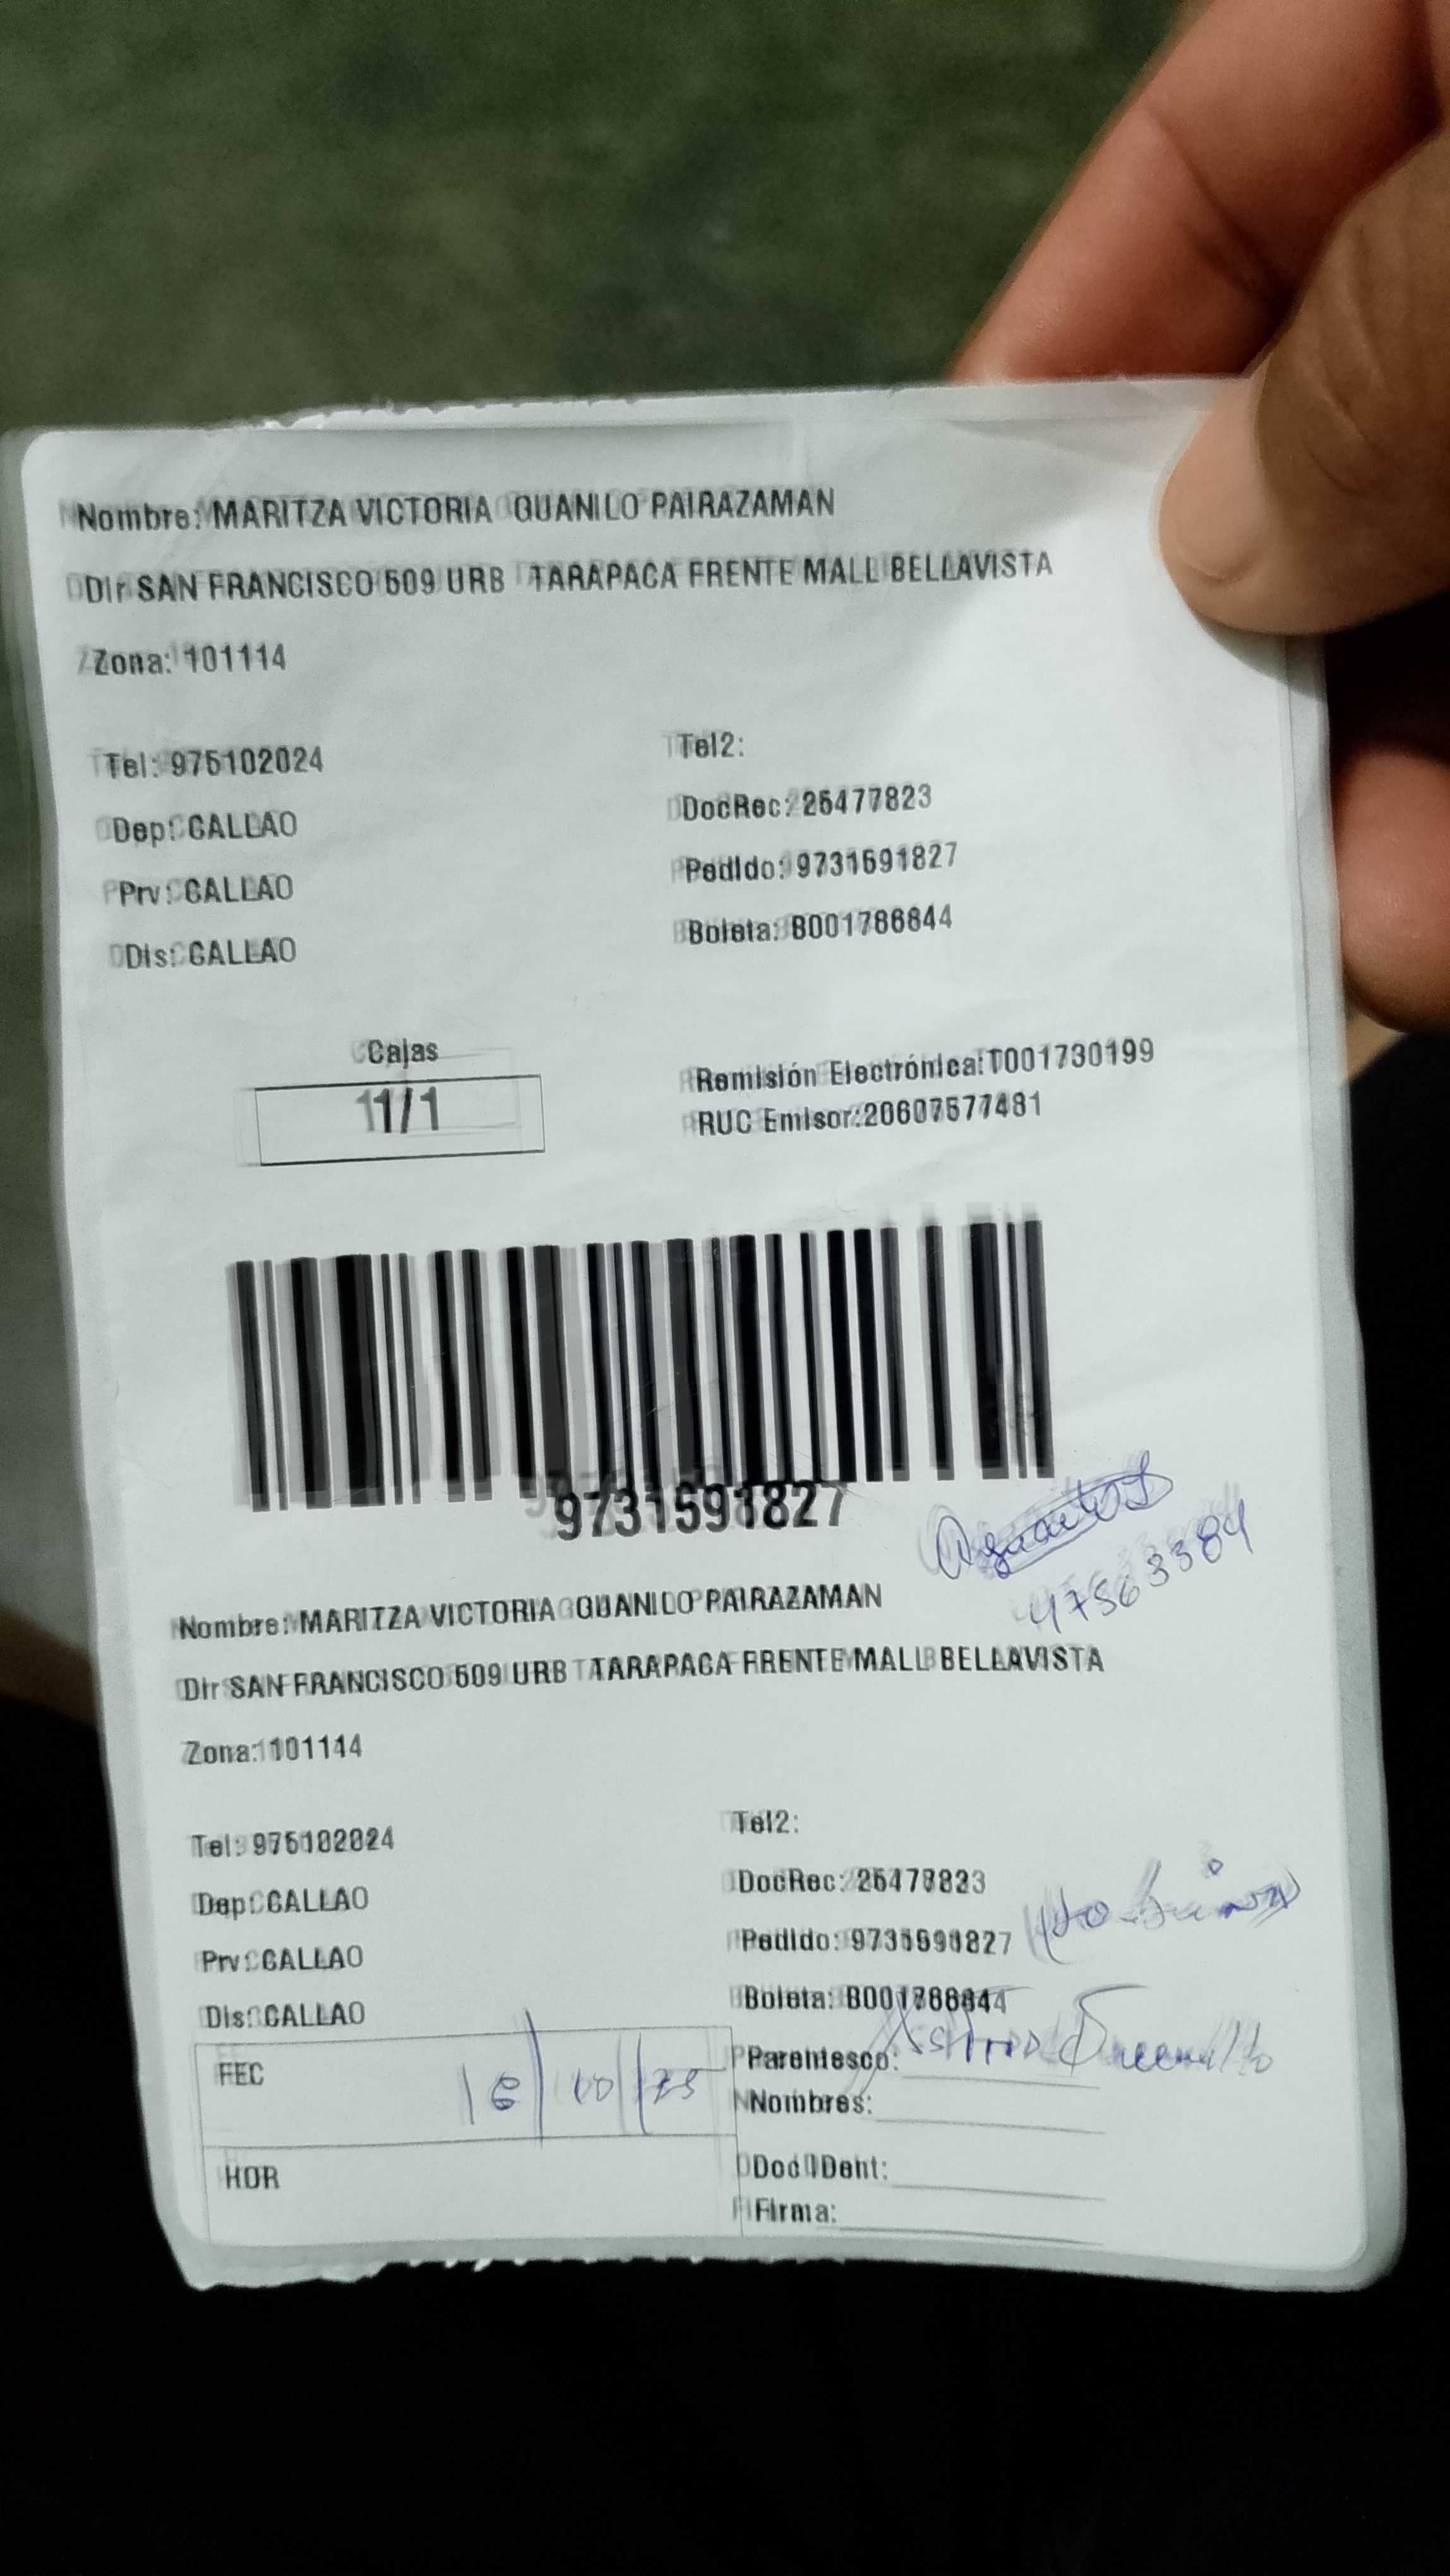 Nombre: MARITZA VICTORIA GUANILO PAIRAZAMAN
Dir SAN FRANCISCO 509 URB TARAPACA FRENTE MALL BELLAVISTA
Zona: 101114
Tel: 975102024
Tel2:
Dep: CALLAO
DocRec: 25477823
Prv: CALLAO
Pedido: 9731591827
Dis: CALLAO
Boleta: B001786844
Cajas
1/1
Remisión Electrónica:T001730199
RUC Emisor:20607577481
9731591827
47563384
Nombre: MARITZA VICTORIA GUANILO PAIRAZAMAN
Dir SAN FRANCISCO 509 URB TARAPACA FRENTE MALL BELLAVISTA
Zona: 101114
Tel: 975102024
Tel2:
Dep: CALLAO
DocRec: 25477823
Prv: CALLAO
Pedido: 9731591827
Dis: CALLAO
Boleta: B001786844
FEC 16/10/25
Parentesco:
Nombres:
HOR
Doc IDent:
Firma: